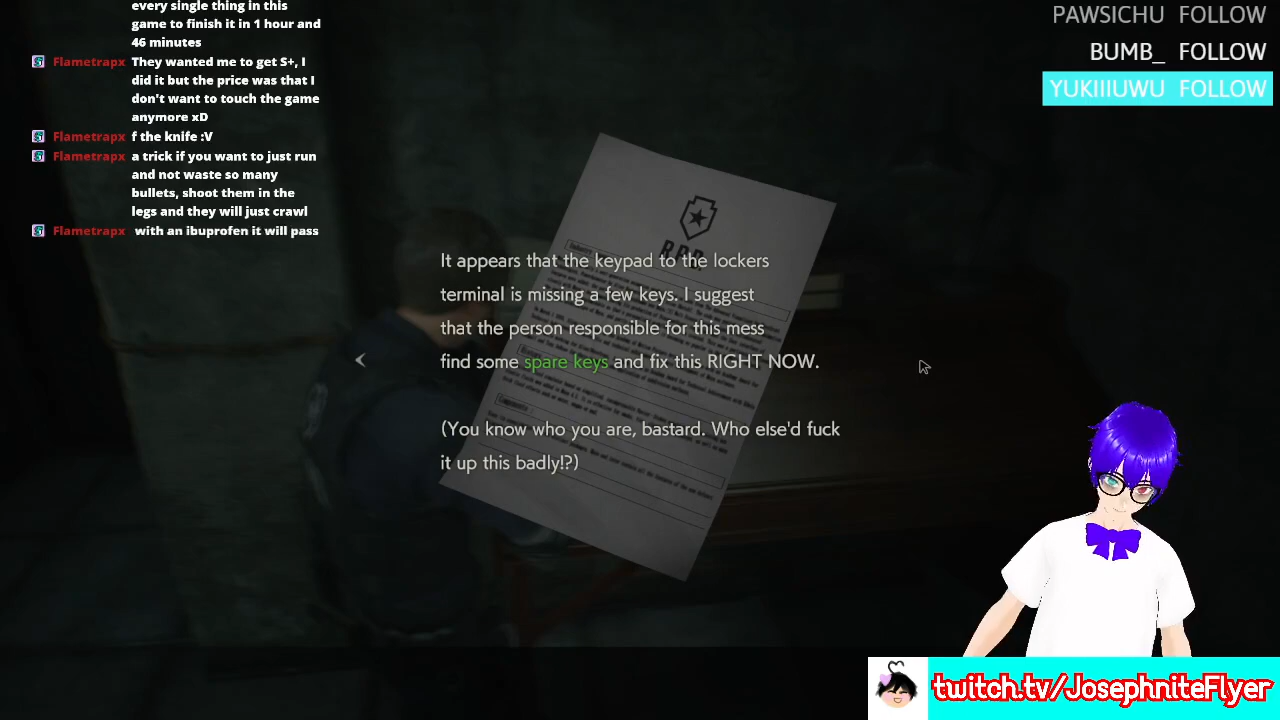 every single thing in this
game to finish it in 1 hour and
46 minutes
Flametrapx They wanted me to get S+, I
did it but the price was that I
don't want to touch the game
anymore xD
Flametrapx f the knife :V
Flametrapx a trick if you want to just run
and not waste so many
bullets, shoot them in the
legs and they will just crawl
Flametrapx with an ibuprofen it will pass
PAWSICHU FOLLOW
BUMB_ FOLLOW
YUKIIIUWU FOLLOW
R.P.D.
It appears that the keypad to the lockers
terminal is missing a few keys. I suggest
that the person responsible for this mess
find some spare keys and fix this RIGHT NOW.
(You know who you are, bastard. Who else'd fuck
it up this badly!?)
twitch.tv/JosephniteFlyer